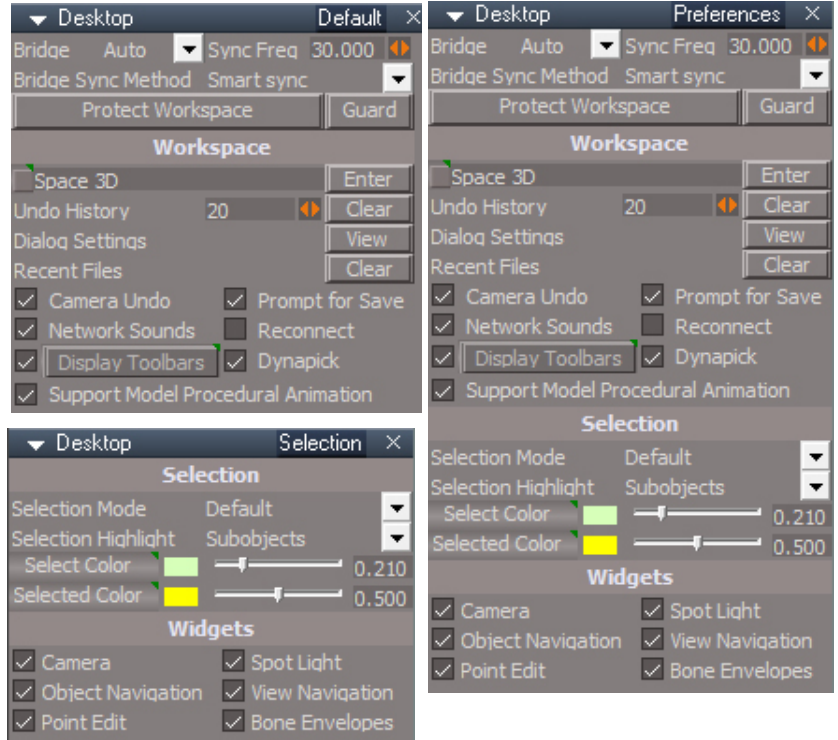 Desktop Default ×
Bridge Auto Sync Freq 30.000
Bridge Sync Method Smart sync
Protect Workspace Guard
Workspace
Space 3D Enter
Undo History 20 Clear
Dialog Settings View
Recent Files Clear
Camera Undo Prompt for Save
Network Sounds Reconnect
Display Toolbars Dynapick
Support Model Procedural Animation
Desktop Selection ×
Selection
Selection Mode Default
Selection Highlight Subobjects
Select Color 0.210
Selected Color 0.500
Widgets
Camera Spot Light
Object Navigation View Navigation
Point Edit Bone Envelopes
Desktop Preferences ×
Bridge Auto Sync Freq 30.000
Bridge Sync Method Smart sync
Protect Workspace Guard
Workspace
Space 3D Enter
Undo History 20 Clear
Dialog Settings View
Recent Files Clear
Camera Undo Prompt for Save
Network Sounds Reconnect
Display Toolbars Dynapick
Support Model Procedural Animation
Selection
Selection Mode Default
Selection Highlight Subobjects
Select Color 0.210
Selected Color 0.500
Widgets
Camera Spot Light
Object Navigation View Navigation
Point Edit Bone Envelopes